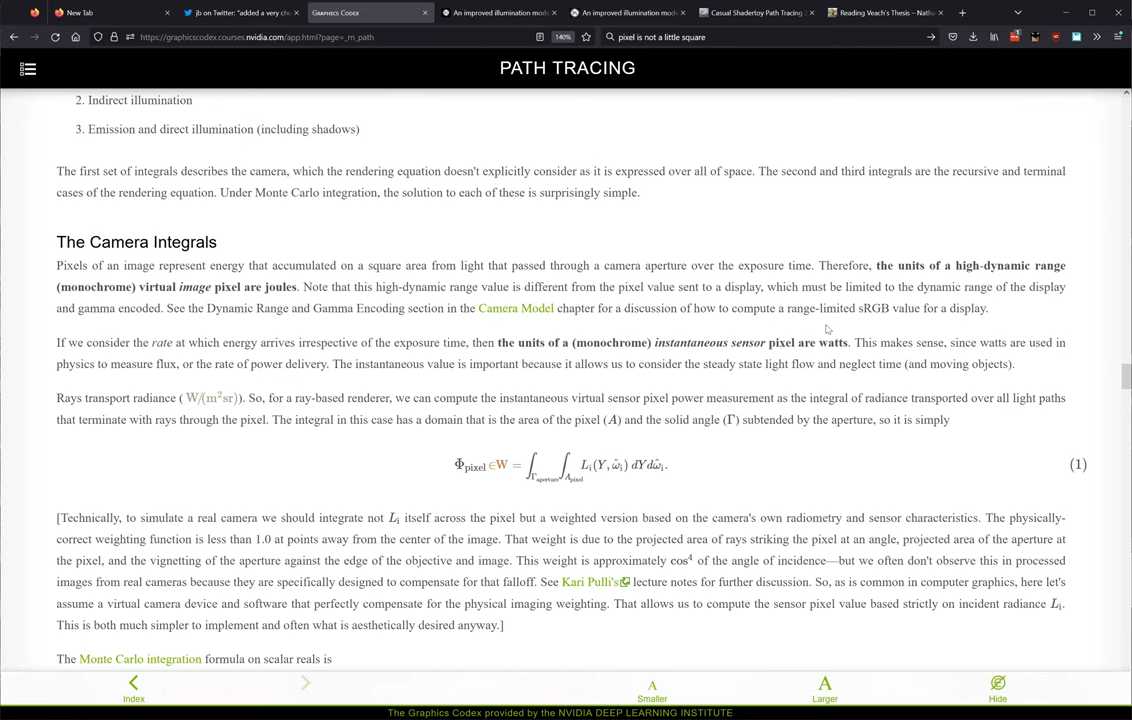 New Tab
jb on Twitter: "added a very che
Graphics Codex
An improved illumination mode
An improved illumination mode
Casual Shadertoy Path Tracing
Reading Veach's Thesis – Natha
https://graphicscodex.courses.nvidia.com/app.html?page=_rn_path
140%
pixel is not a little square
PATH TRACING
2. Indirect illumination
3. Emission and direct illumination (including shadows)
The first set of integrals describes the camera, which the rendering equation doesn't explicitly consider as it is expressed over all of space. The second and third integrals are the recursive and terminal
cases of the rendering equation. Under Monte Carlo integration, the solution to each of these is surprisingly simple.
The Camera Integrals
Pixels of an image represent energy that accumulated on a square area from light that passed through a camera aperture over the exposure time. Therefore, the units of a high-dynamic range
(monochrome) virtual image pixel are joules. Note that this high-dynamic range value is different from the pixel value sent to a display, which must be limited to the dynamic range of the display
and gamma encoded. See the Dynamic Range and Gamma Encoding section in the Camera Model chapter for a discussion of how to compute a range-limited sRGB value for a display.
If we consider the rate at which energy arrives irrespective of the exposure time, then the units of a (monochrome) instantaneous sensor pixel are watts. This makes sense, since watts are used in
physics to measure flux, or the rate of power delivery. The instantaneous value is important because it allows us to consider the steady state light flow and neglect time (and moving objects).
Rays transport radiance ( W/(m²sr)). So, for a ray-based renderer, we can compute the instantaneous virtual sensor pixel power measurement as the integral of radiance transported over all light paths
that terminate with rays through the pixel. The integral in this case has a domain that is the area of the pixel (A) and the solid angle (Γ) subtended by the aperture, so it is simply
Φpixel ∈W = ∫Γaperture ∫Apixel Li(Y, ω̂i) dYdω̂i. (1)
[Technically, to simulate a real camera we should integrate not Li itself across the pixel but a weighted version based on the camera's own radiometry and sensor characteristics. The physically-
correct weighting function is less than 1.0 at points away from the center of the image. That weight is due to the projected area of rays striking the pixel at an angle, projected area of the aperture at
the pixel, and the vignetting of the aperture against the edge of the objective and image. This weight is approximately cos⁴ of the angle of incidence—but we often don't observe this in processed
images from real cameras because they are specifically designed to compensate for that falloff. See Kari Pulli's lecture notes for further discussion. So, as is common in computer graphics, here let's
assume a virtual camera device and software that perfectly compensate for the physical imaging weighting. That allows us to compute the sensor pixel value based strictly on incident radiance Li.
This is both much simpler to implement and often what is aesthetically desired anyway.]
The Monte Carlo integration formula on scalar reals is
Index
A
Smaller
A
Larger
Hide
The Graphics Codex provided by the NVIDIA DEEP LEARNING INSTITUTE